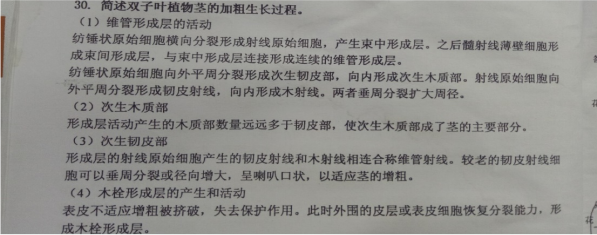 30. 简述双子叶植物茎的加粗生长过程。
（1）维管形成层的活动
纺锤状原始细胞横向分裂形成射线原始细胞，产生束中形成层。之后髓射线薄壁细胞形
成束间形成层，与束中形成层连接形成连续的维管形成层。
纺锤状原始细胞向外平周分裂形成次生韧皮部，向内形成次生木质部。射线原始细胞向
外平周分裂形成韧皮射线，向内形成木射线。两者垂周分裂扩大周径。
（2）次生木质部
形成层活动产生的木质部数量远远多于韧皮部，使次生木质部成了茎的主要部分。
（3）次生韧皮部
形成层的射线原始细胞产生的韧皮射线和木射线相连合称维管射线。较老的韧皮射线细
胞可以垂周分裂或径向增大，呈喇叭口状，以适应茎的增粗。
（4）木栓形成层的产生和活动
表皮不适应增粗被挤破，失去保护作用。此时外围的皮层或表皮细胞恢复分裂能力，形
成木栓形成层。
花